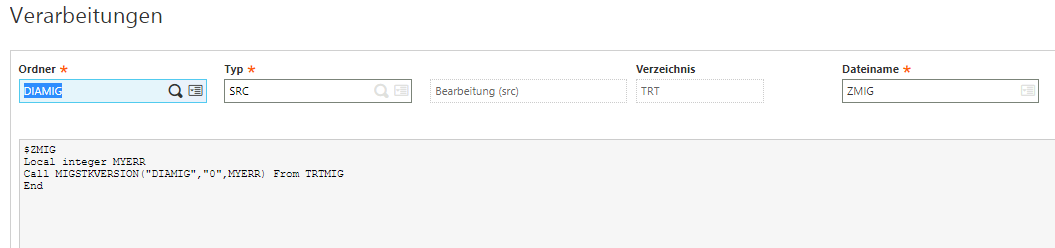 Verarbeitungen
Ordner * Typ * Verzeichnis Dateiname *
DIAMIG SRC Bearbeitung (src) TRT ZMIG
$ZMIG
Local integer MYERR
Call MIGSTKVERSION("DIAMIG","0",MYERR) From TRTMIG
End